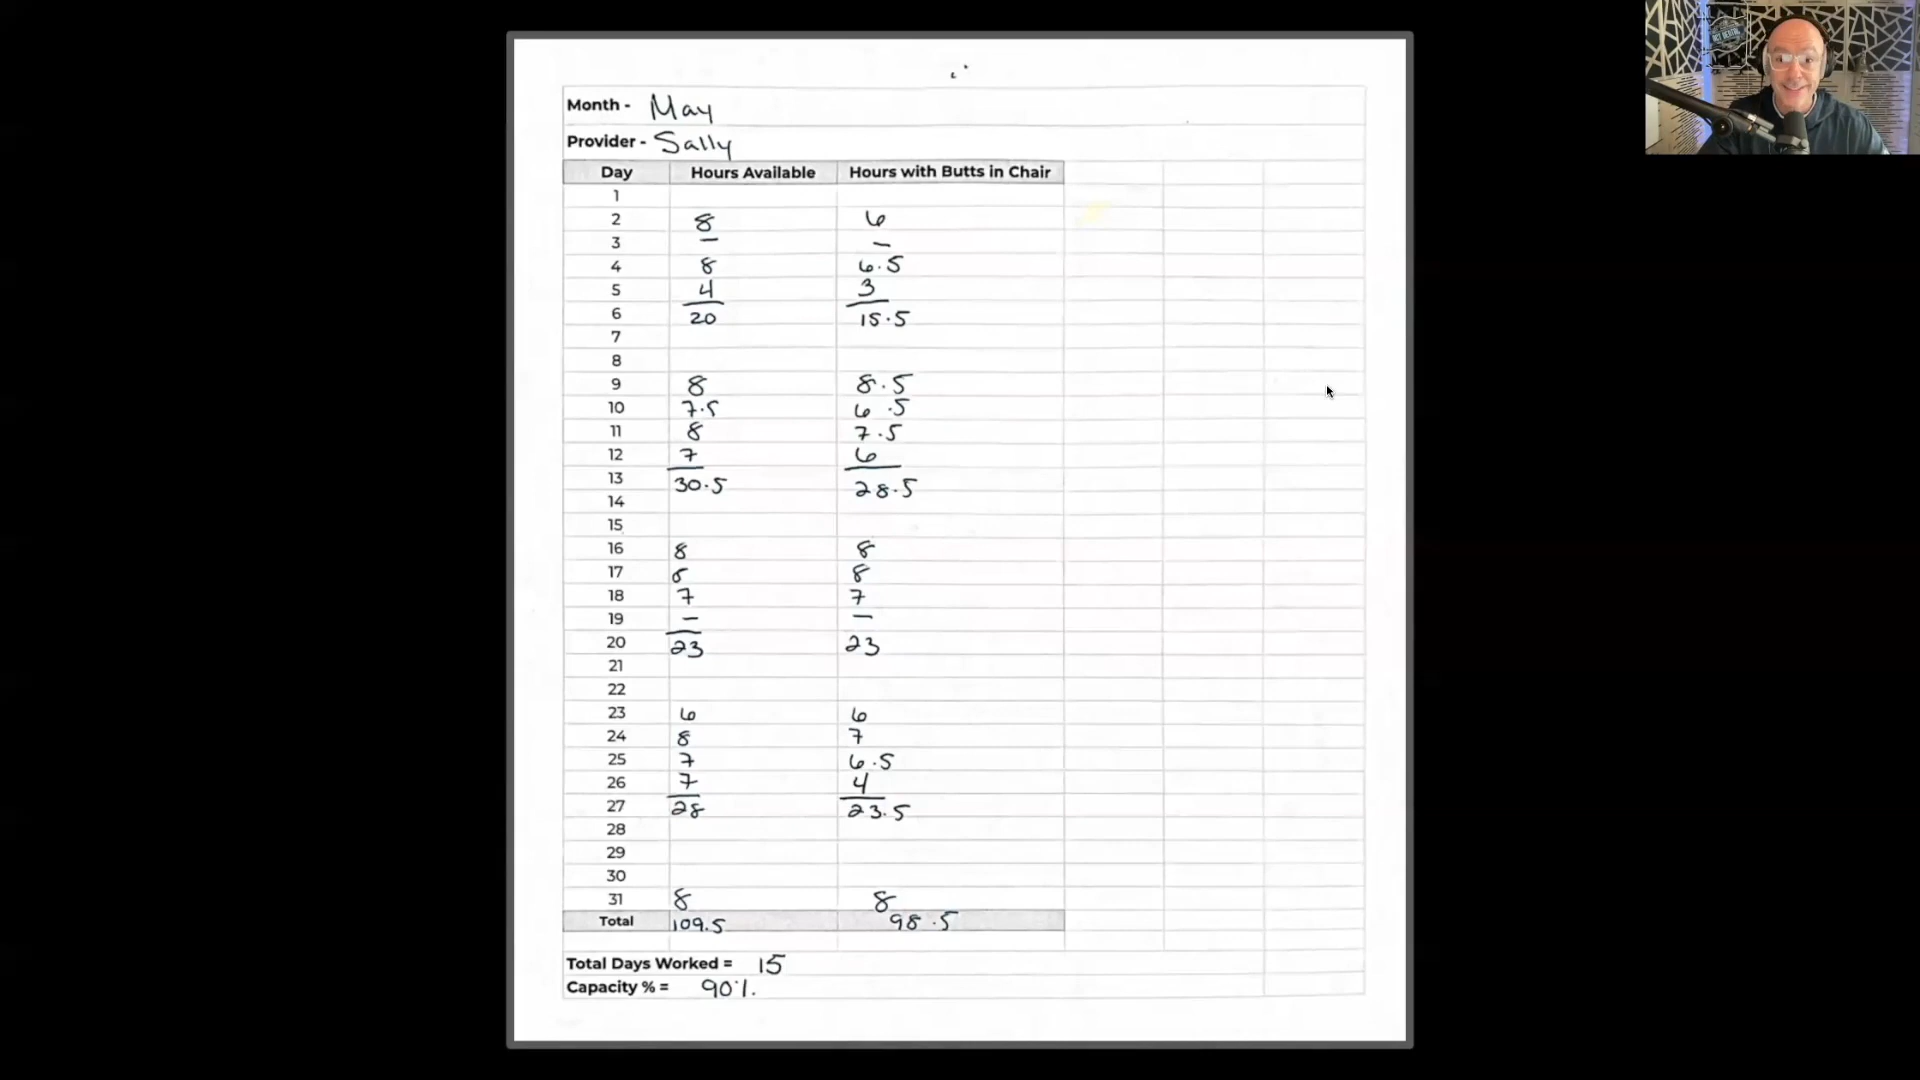 Month - May
Provider - Sally
Day Hours Available Hours with Butts in Chair
1
2 8 6
3 — —
4 8 6.5
5 4 3
6 20 15.5
7
8
9 8 8.5
10 7.5 6.5
11 8 7.5
12 7 6
13 30.5 28.5
14
15
16 8 8
17 8 8
18 7 7
19 — —
20 23 23
21
22
23 6 6
24 8 7
25 7 6.5
26 7 4
27 28 23.5
28
29
30
31 8 8
Total 109.5 98.5
Total Days Worked = 15
Capacity % = 90%.